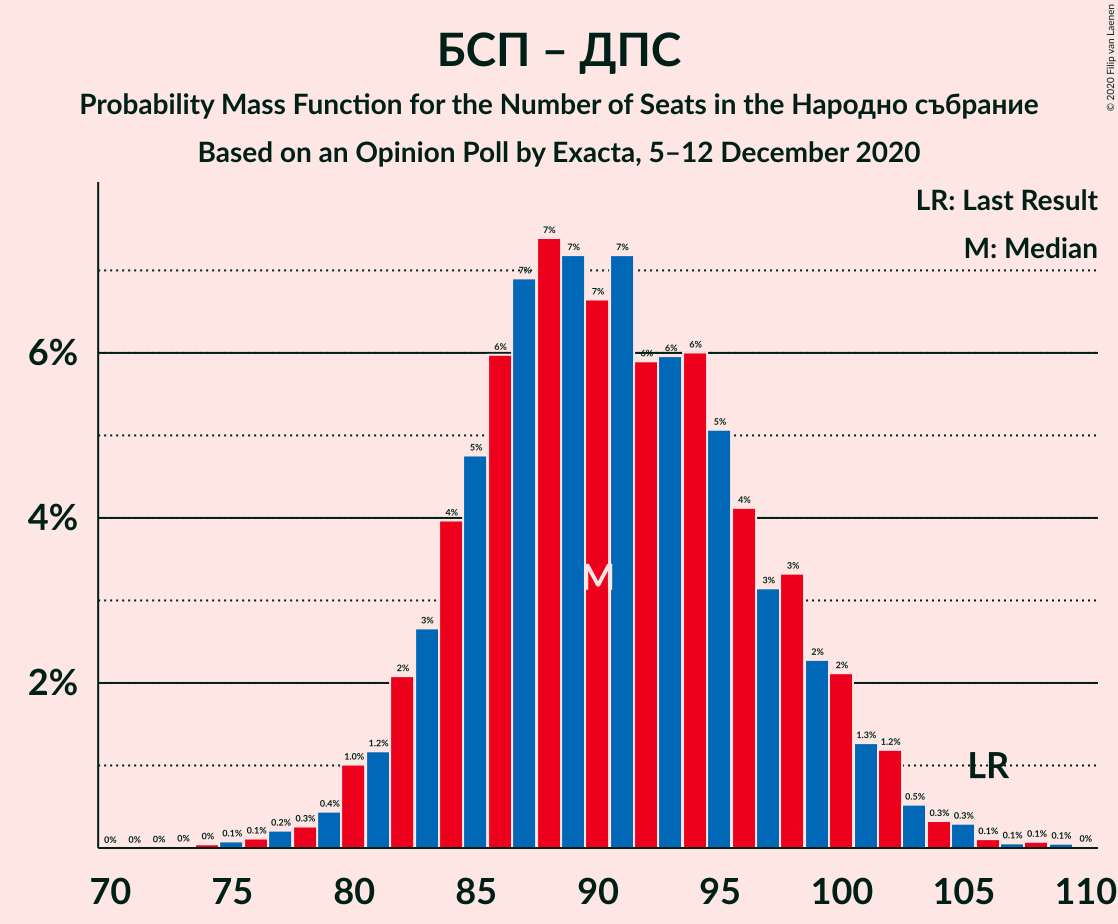 БСП – ДПС
Probability Mass Function for the Number of Seats in the Народно събрание
Based on an Opinion Poll by Exacta, 5–12 December 2020
© 2020 Filip van Laenen
LR: Last Result
M: Median
6%
4%
2%
0% 0% 0% 0% 0% 0.1% 0.1% 0.2% 0.3% 0.4% 1.0% 1.2% 2% 3% 4% 5% 6% 7% 7% 7% 7% 7% 6% 6% 6% 5% 4% 3% 3% 2% 2% 1.3% 1.2% 0.5% 0.3% 0.3% 0.1% 0.1% 0.1% 0.1% 0%
M
LR
70 75 80 85 90 95 100 105 110